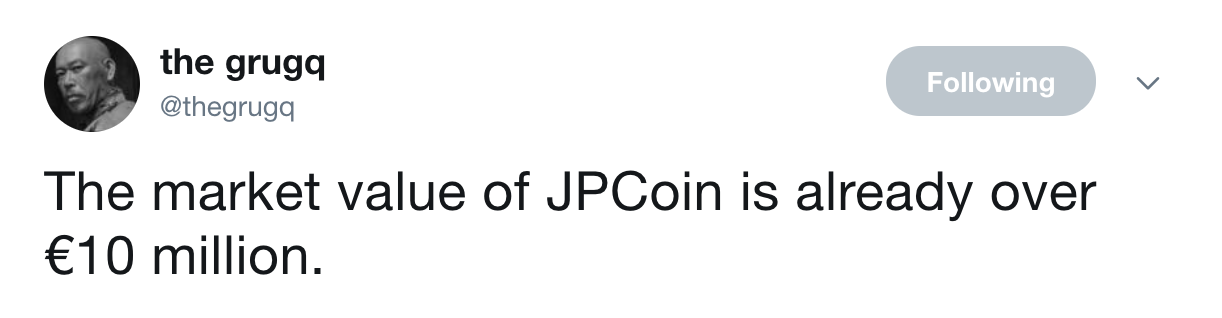 the grugq
@thegrugq
Following
The market value of JPCoin is already over
€10 million.